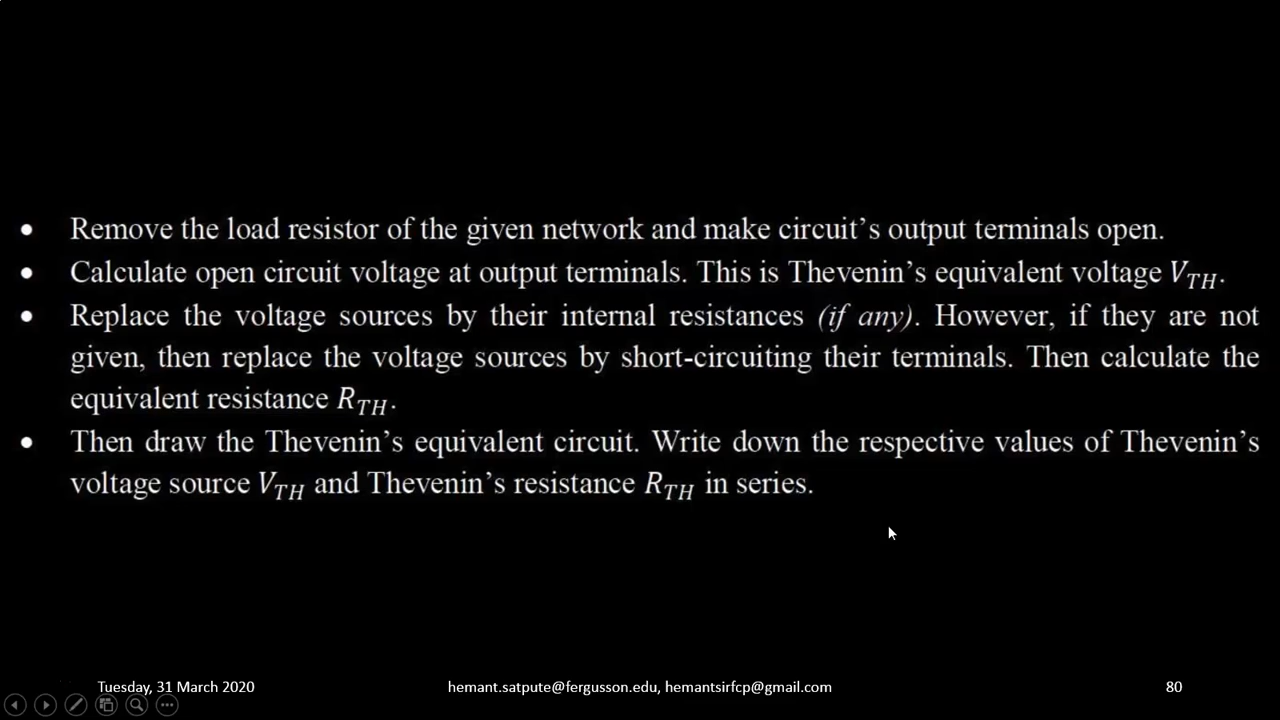 • Remove the load resistor of the given network and make circuit’s output terminals open.
• Calculate open circuit voltage at output terminals. This is Thevenin’s equivalent voltage V_TH.
• Replace the voltage sources by their internal resistances (if any). However, if they are not
given, then replace the voltage sources by short-circuiting their terminals. Then calculate the
equivalent resistance R_TH.
• Then draw the Thevenin’s equivalent circuit. Write down the respective values of Thevenin’s
voltage source V_TH and Thevenin’s resistance R_TH in series.
Tuesday, 31 March 2020 hemant.satpute@fergusson.edu, hemantsirfcp@gmail.com 80